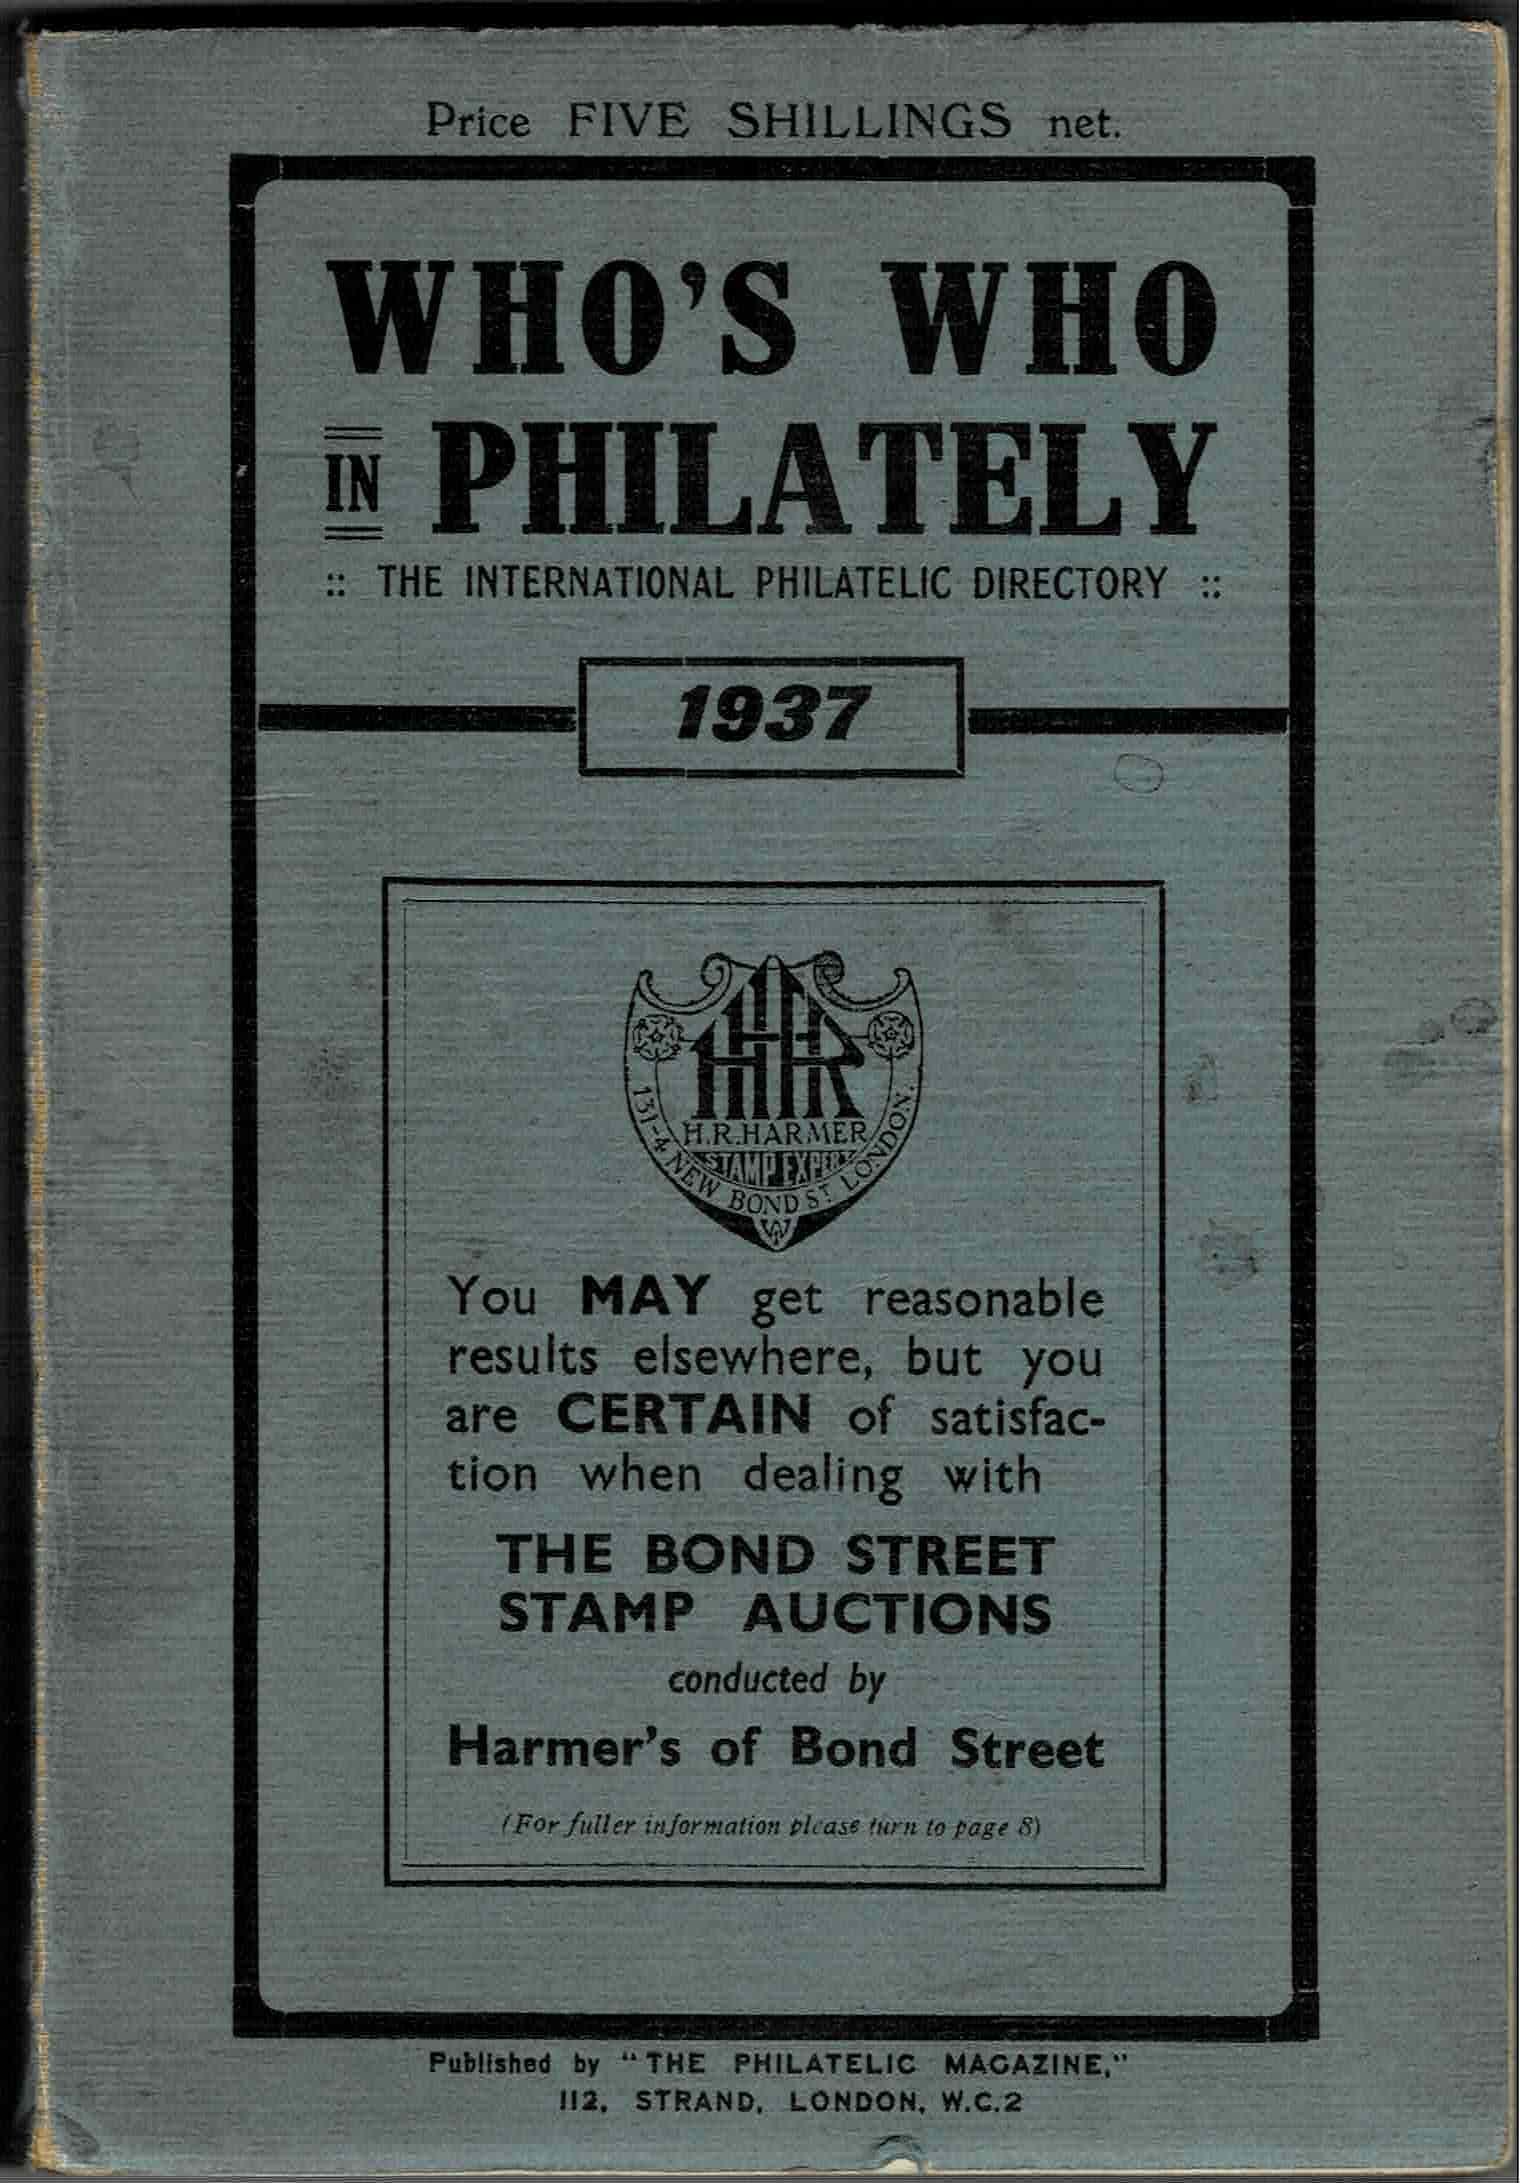 Price FIVE SHILLINGS net.
WHO'S WHO
IN PHILATELY
:: THE INTERNATIONAL PHILATELIC DIRECTORY ::
1937
H.R. HARMER
STAMP EXPERT
131-4 NEW BOND ST. LONDON.
W1
You MAY get reasonable
results elsewhere, but you
are CERTAIN of satisfac-
tion when dealing with
THE BOND STREET
STAMP AUCTIONS
conducted by
Harmer's of Bond Street
(For fuller information please turn to page 8)
Published by "THE PHILATELIC MAGAZINE,"
112, STRAND, LONDON, W.C.2